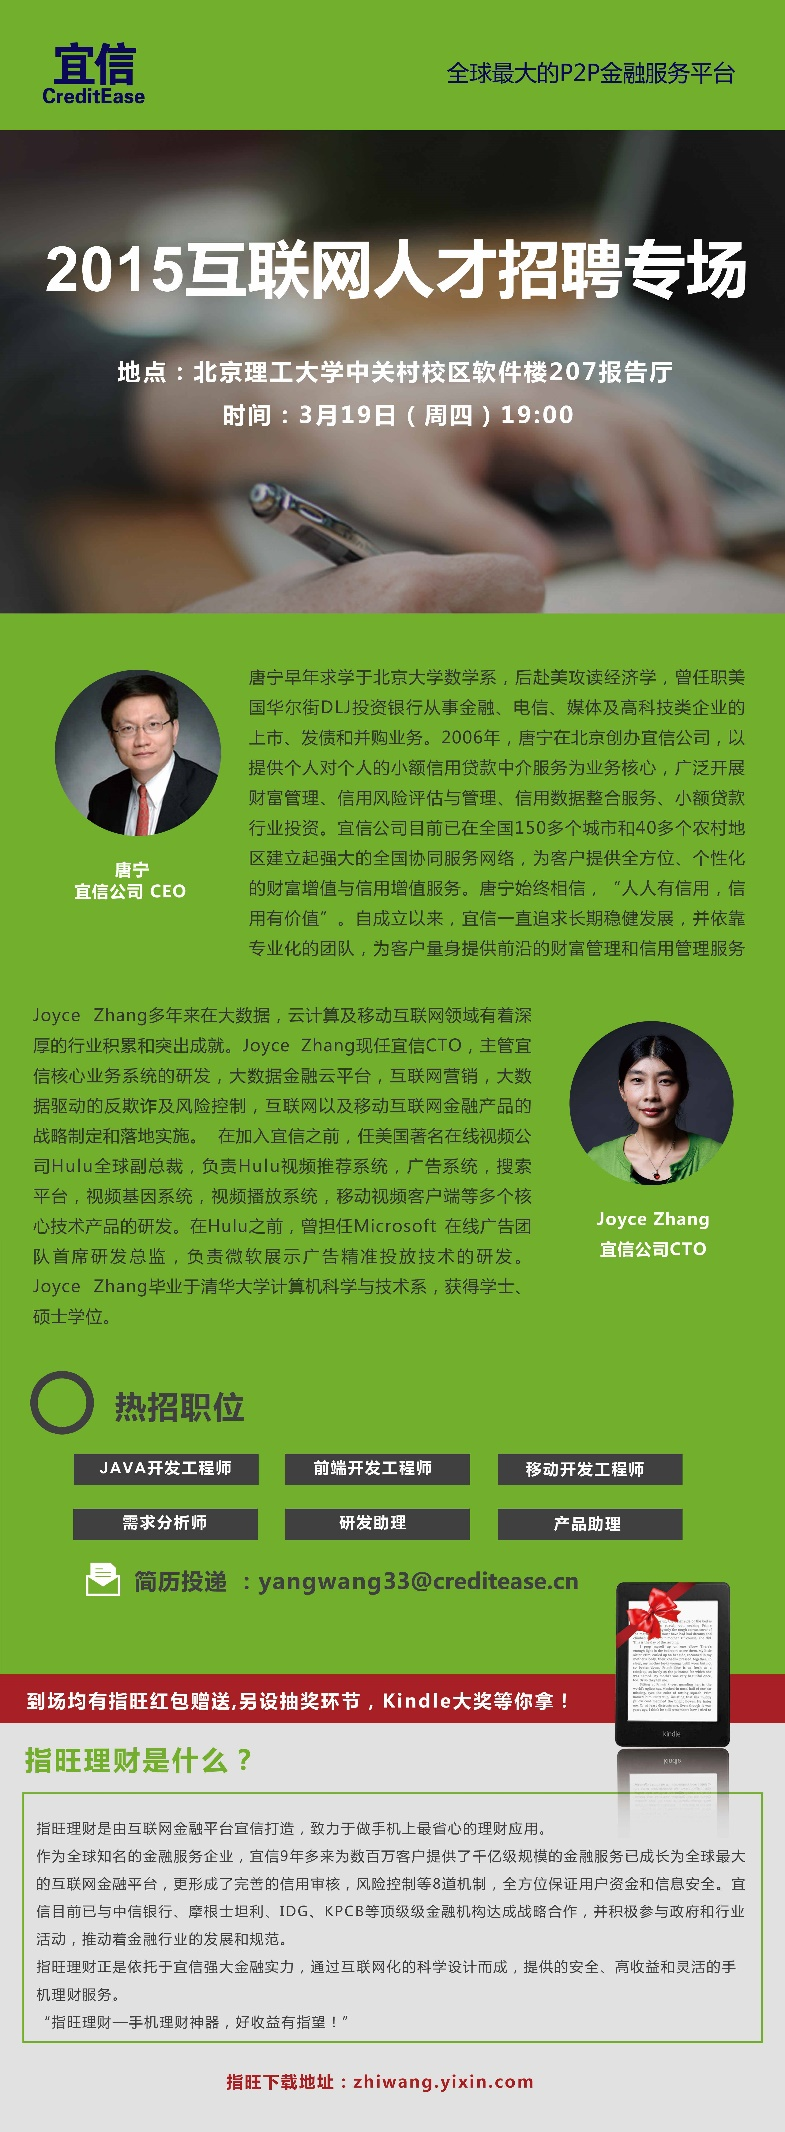 宜信
CreditEase
全球最大的P2P金融服务平台
2015互联网人才招聘专场
地点：北京理工大学中关村校区软件楼207报告厅
时间：3月19日（周四）19:00
唐宁早年求学于北京大学数学系，后赴美攻读经济学，曾任职美
国华尔街DLJ投资银行从事金融、电信、媒体及高科技类企业的
上市、发债和并购业务。2006年，唐宁在北京创办宜信公司，以
提供个人对个人的小额信用贷款中介服务为业务核心，广泛开展
财富管理、信用风险评估与管理、信用数据整合服务、小额贷款
行业投资。宜信公司目前已在全国150多个城市和40多个农村地
区建立起强大的全国协同服务网络，为客户提供全方位、个性化
的财富增值与信用增值服务。唐宁始终相信，“人人有信用，信
用有价值”。自成立以来，宜信一直追求长期稳健发展，并依靠
专业化的团队，为客户量身提供前沿的财富管理和信用管理服务
唐宁
宜信公司 CEO
Joyce Zhang多年来在大数据，云计算及移动互联网领域有着深
厚的行业积累和突出成就。Joyce Zhang现任宜信CTO，主管宜
信核心业务系统的研发，大数据金融云平台，互联网营销，大数
据驱动的反欺诈及风险控制，互联网以及移动互联网金融产品的
战略制定和落地实施。 在加入宜信之前，任美国著名在线视频公
司Hulu全球副总裁，负责Hulu视频推荐系统，广告系统，搜索
平台，视频基因系统，视频播放系统，移动视频客户端等多个核
心技术产品的研发。在Hulu之前，曾担任Microsoft 在线广告团
队首席研发总监，负责微软展示广告精准投放技术的研发。
Joyce Zhang毕业于清华大学计算机科学与技术系，获得学士、
硕士学位。
Joyce Zhang
宜信公司CTO
热招职位
JAVA开发工程师
前端开发工程师
移动开发工程师
需求分析师
研发助理
产品助理
简历投递 ：yangwang33@creditease.cn
到场均有指旺红包赠送,另设抽奖环节，Kindle大奖等你拿！
kindle
指旺理财是什么？
指旺理财是由互联网金融平台宜信打造，致力于做手机上最省心的理财应用。
作为全球知名的金融服务企业，宜信9年多来为数百万客户提供了千亿级规模的金融服务已成长为全球最大
的互联网金融平台，更形成了完善的信用审核，风险控制等8道机制，全方位保证用户资金和信息安全。宜
信目前已与中信银行、摩根士坦利、IDG、KPCB等顶级级金融机构达成战略合作，并积极参与政府和行业
活动，推动着金融行业的发展和规范。
指旺理财正是依托于宜信强大金融实力，通过互联网化的科学设计而成，提供的安全、高收益和灵活的手
机理财服务。
“指旺理财—手机理财神器，好收益有指望！”
指旺下载地址：zhiwang.yixin.com